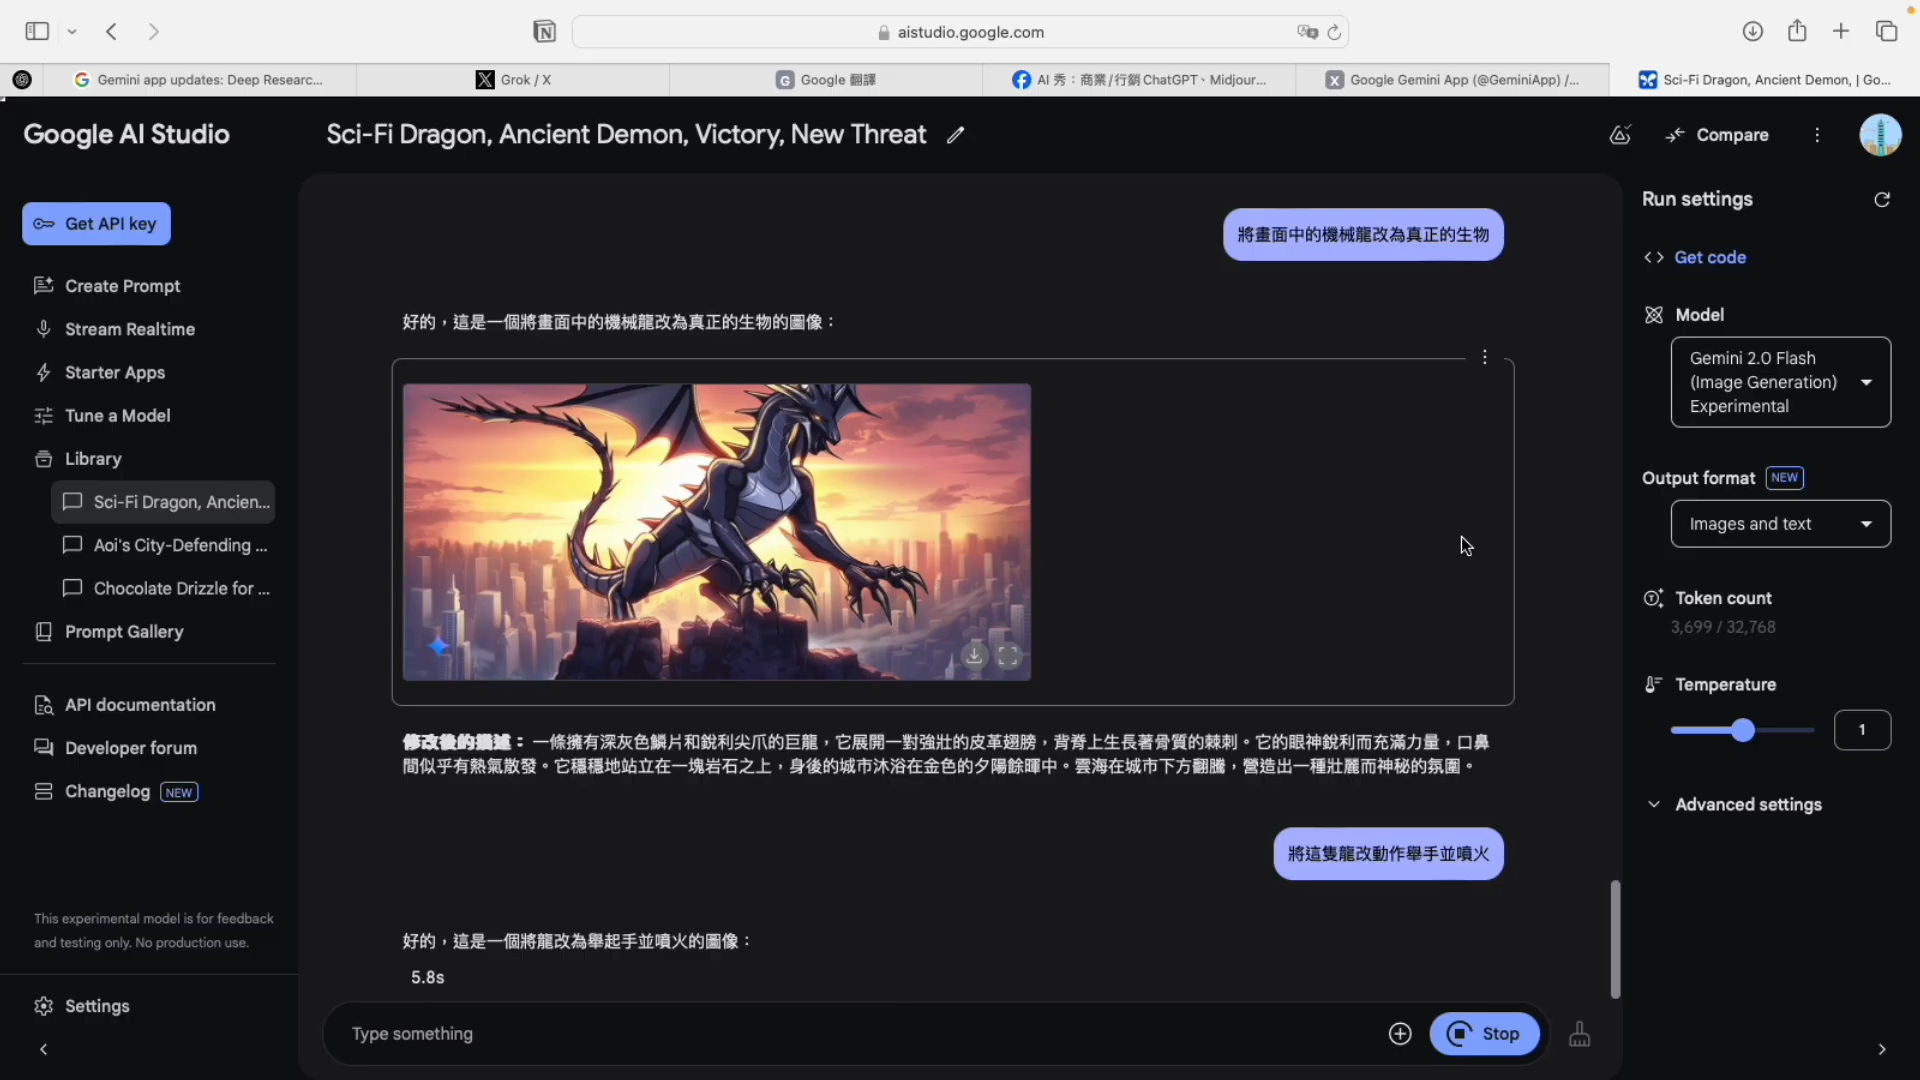 aistudio.google.com
Gemini app updates: Deep Researc...
Grok / X
Google 翻譯
AI 秀：商業/行銷 ChatGPT、Midjour...
Google Gemini App (@GeminiApp) /...
Sci-Fi Dragon, Ancient Demon, | Go...
Google AI Studio
Sci-Fi Dragon, Ancient Demon, Victory, New Threat
Compare
Get API key
Create Prompt
Stream Realtime
Starter Apps
Tune a Model
Library
Sci-Fi Dragon, Ancien...
Aoi's City-Defending ...
Chocolate Drizzle for ...
Prompt Gallery
API documentation
Developer forum
Changelog NEW
This experimental model is for feedback
and testing only. No production use.
Settings
將畫面中的機械龍改為真正的生物
好的，這是一個將畫面中的機械龍改為真正的生物的圖像：
修改後的描述： 一條擁有深灰色鱗片和銳利尖爪的巨龍，它展開一對強壯的皮革翅膀，背脊上生長著骨質的棘刺。它的眼神銳利而充滿力量，口鼻
間似乎有熱氣散發。它穩穩地站立在一塊岩石之上，身後的城市沐浴在金色的夕陽餘暉中。雲海在城市下方翻騰，營造出一種壯麗而神秘的氛圍。
將這隻龍改動作舉手並噴火
好的，這是一個將龍改為舉起手並噴火的圖像：
5.8s
Type something
Stop
Run settings
Get code
Model
Gemini 2.0 Flash
(Image Generation)
Experimental
Output format NEW
Images and text
Token count
3,699 / 32,768
Temperature
1
Advanced settings